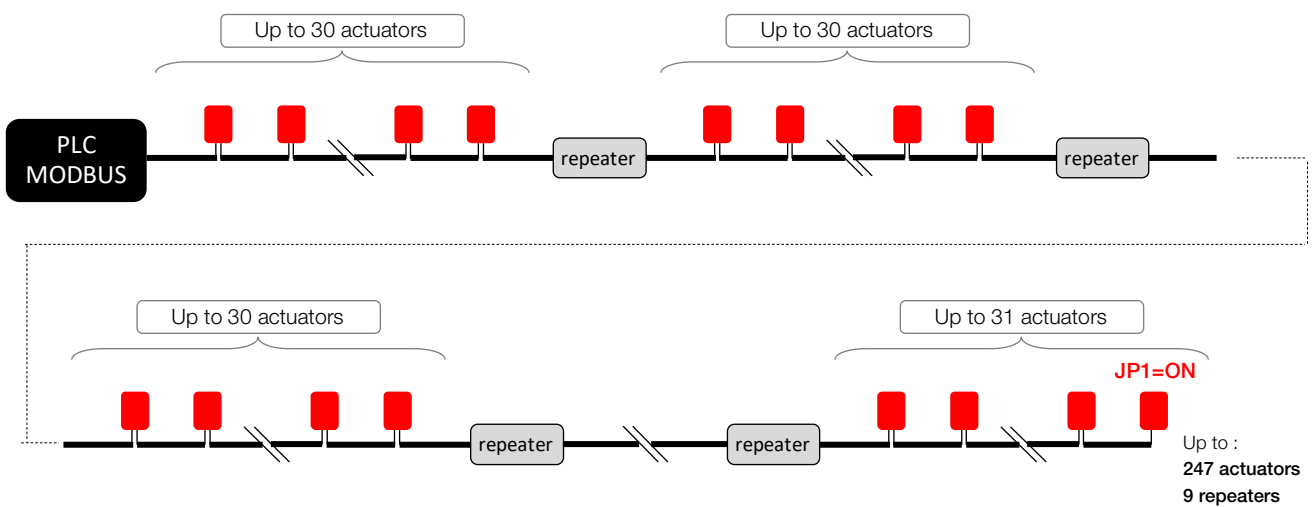 Up to 30 actuators
Up to 30 actuators
PLC
MODBUS
repeater
repeater
Up to 30 actuators
Up to 31 actuators
JP1=ON
repeater
repeater
Up to :
247 actuators
9 repeaters